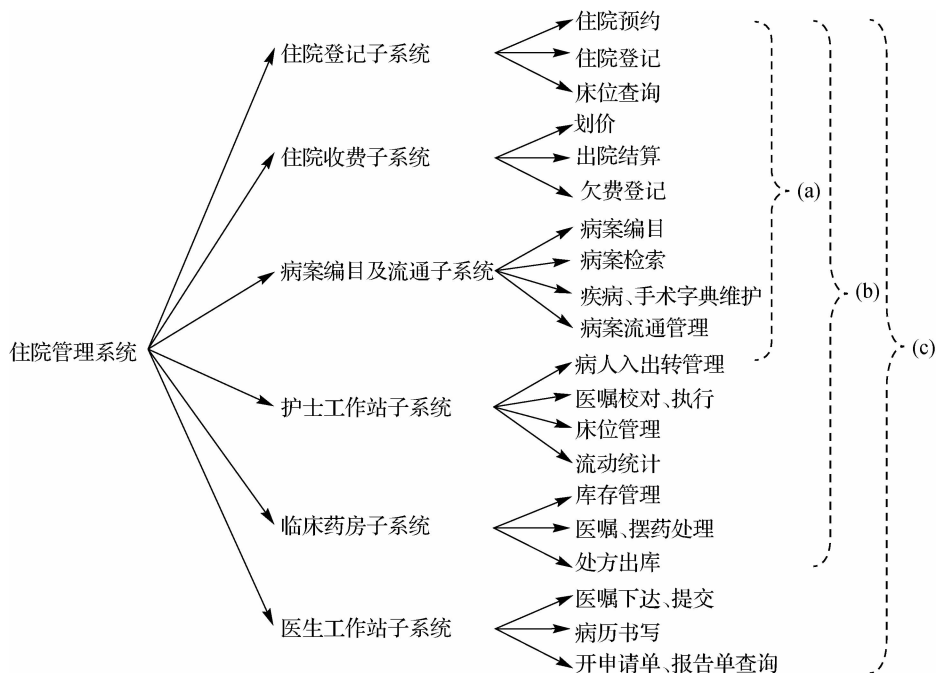 住院管理系统
住院登记子系统
住院预约
住院登记
床位查询
住院收费子系统
划价
出院结算
欠费登记
病案编目及流通子系统
病案编目
病案检索
疾病、手术字典维护
病案流通管理
护士工作站子系统
病人入出转管理
医嘱校对、执行
床位管理
流动统计
临床药房子系统
库存管理
医嘱、摆药处理
处方出库
医生工作站子系统
医嘱下达、提交
病历书写
开申请单、报告单查询
(a)
(b)
(c)